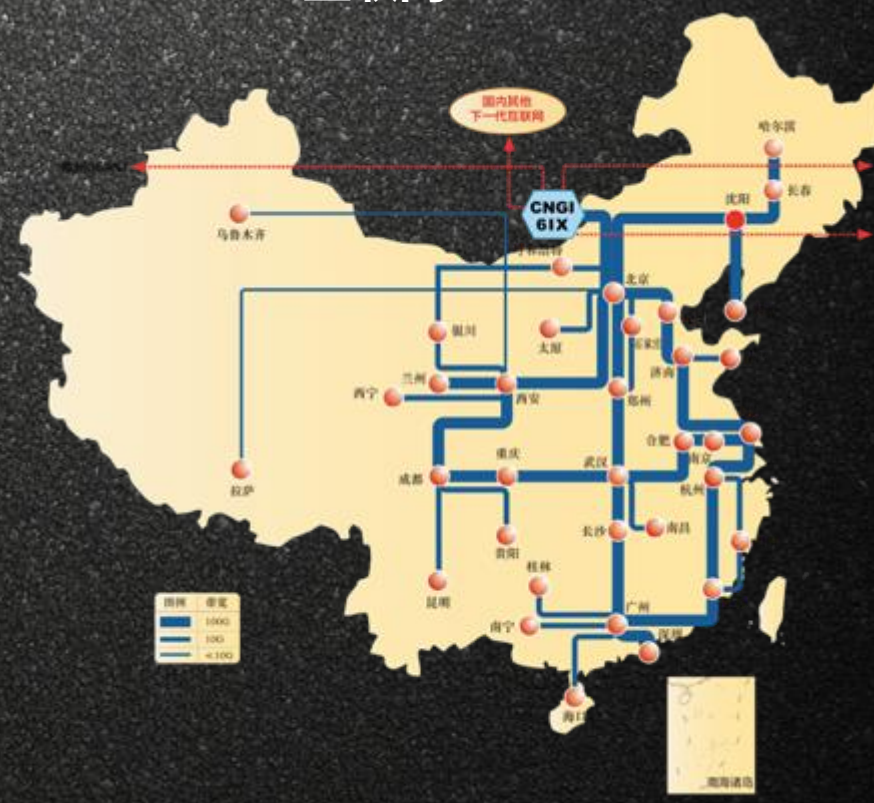 国内其他
下一代互联网
哈尔滨
长春
沈阳
CNGI
6IX
乌鲁木齐
北京
银川
太原
石家庄
济南
兰州
西宁
西安
郑州
合肥
南京
重庆
武汉
成都
杭州
拉萨
长沙
南昌
贵阳
桂林
昆明
广州
南宁
深圳
海口
图例 带宽
100G
10G
<10G
南海诸岛